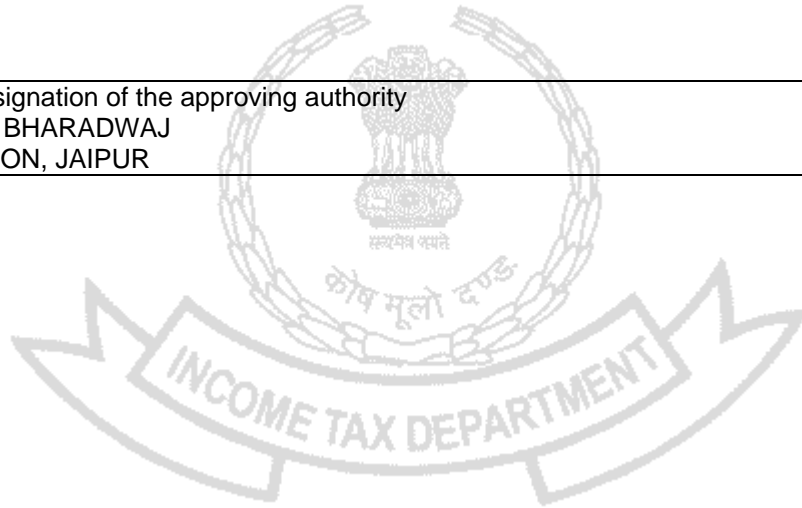 signation of the approving authority
BHARADWAJ
ON, JAIPUR
सत्यमेव जयते
कोष मूलो दण्डः
INCOME TAX DEPARTMENT